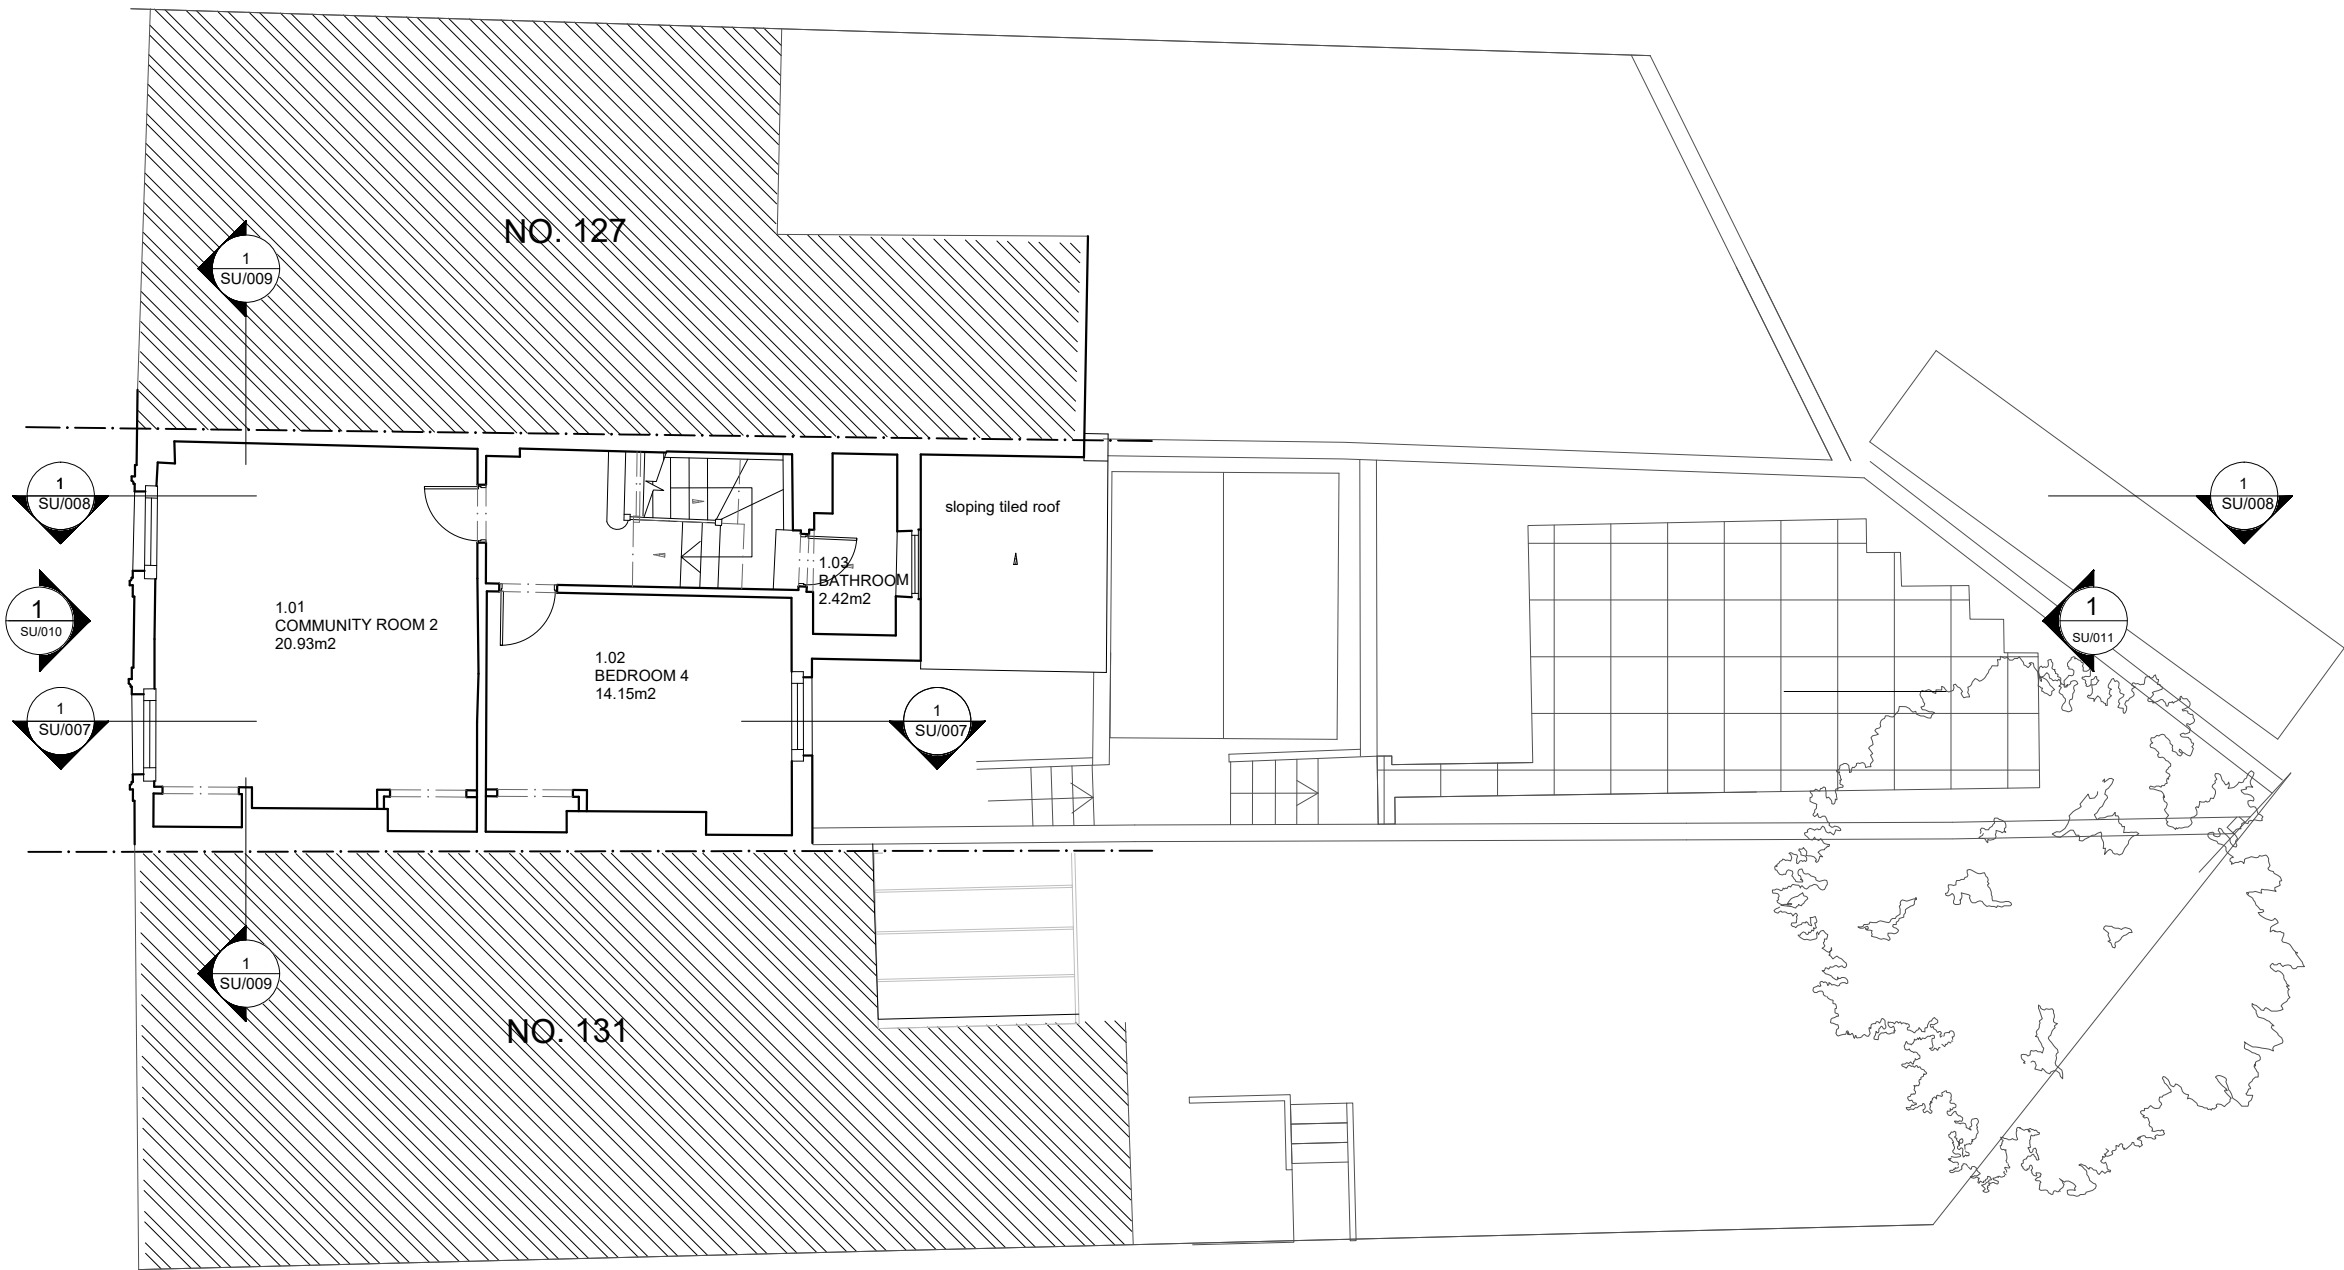 NO. 127
1
SU/009
1
SU/008
sloping tiled roof
1
SU/008
1.03
BATHROOM
2.42m2
1
SU/010
1.01
COMMUNITY ROOM 2
20.93m2
1
SU/011
1.02
BEDROOM 4
14.15m2
1
SU/007
1
SU/007
1
SU/009
NO. 131